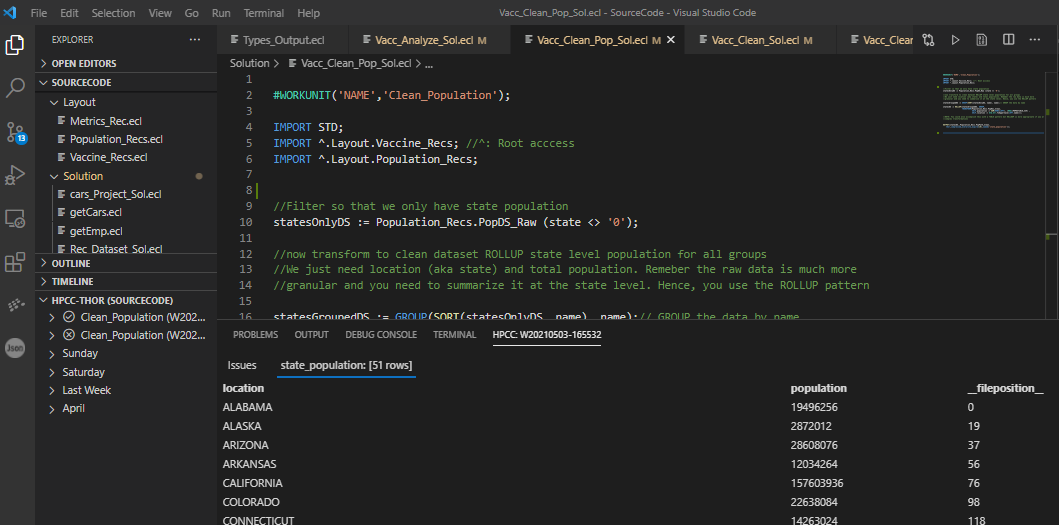 File Edit Selection View Go Run Terminal Help
Vacc_Clean_Pop_Sol.ecl - SourceCode - Visual Studio Code
EXPLORER ...
OPEN EDITORS
SOURCECODE
Layout
Metrics_Rec.ecl
Population_Recs.ecl
Vaccine_Recs.ecl
Solution
cars_Project_Sol.ecl
getCars.ecl
getEmp.ecl
Rec_Dataset_Sol.ecl
OUTLINE
TIMELINE
HPCC-THOR (SOURCECODE)
Clean_Population (W202...
Clean_Population (W202...
Sunday
Saturday
Last Week
April
13
Json
Types_Output.ecl Vacc_Analyze_Sol.ecl M Vacc_Clean_Pop_Sol.ecl M Vacc_Clean_Sol.ecl M Vacc_Clear
Solution > Vacc_Clean_Pop_Sol.ecl > ...
1
2 #WORKUNIT('NAME','Clean_Population');
3
4 IMPORT STD;
5 IMPORT ^.Layout.Vaccine_Recs; //^: Root acccess
6 IMPORT ^.Layout.Population_Recs;
7
8
9 //Filter so that we only have state population
10 statesOnlyDS := Population_Recs.PopDS_Raw (state <> '0');
11
12 //now transform to clean dataset ROLLUP state level population for all groups
13 //We just need location (aka state) and total population. Remeber the raw data is much more
14 //granular and you need to summarize it at the state level. Hence, you use the ROLLUP pattern
15
16 statesGroupedDS := GROUP(SORT(statesOnlyDS, name), name);// GROUP the data by name
PROBLEMS OUTPUT DEBUG CONSOLE TERMINAL HPCC: W20210503-165532
Issues state_population: [51 rows]
location population __fileposition__
ALABAMA 19496256 0
ALASKA 2872012 19
ARIZONA 28608076 37
ARKANSAS 12034264 56
CALIFORNIA 157603936 76
COLORADO 22638084 98
CONNECTICUT 14263024 118